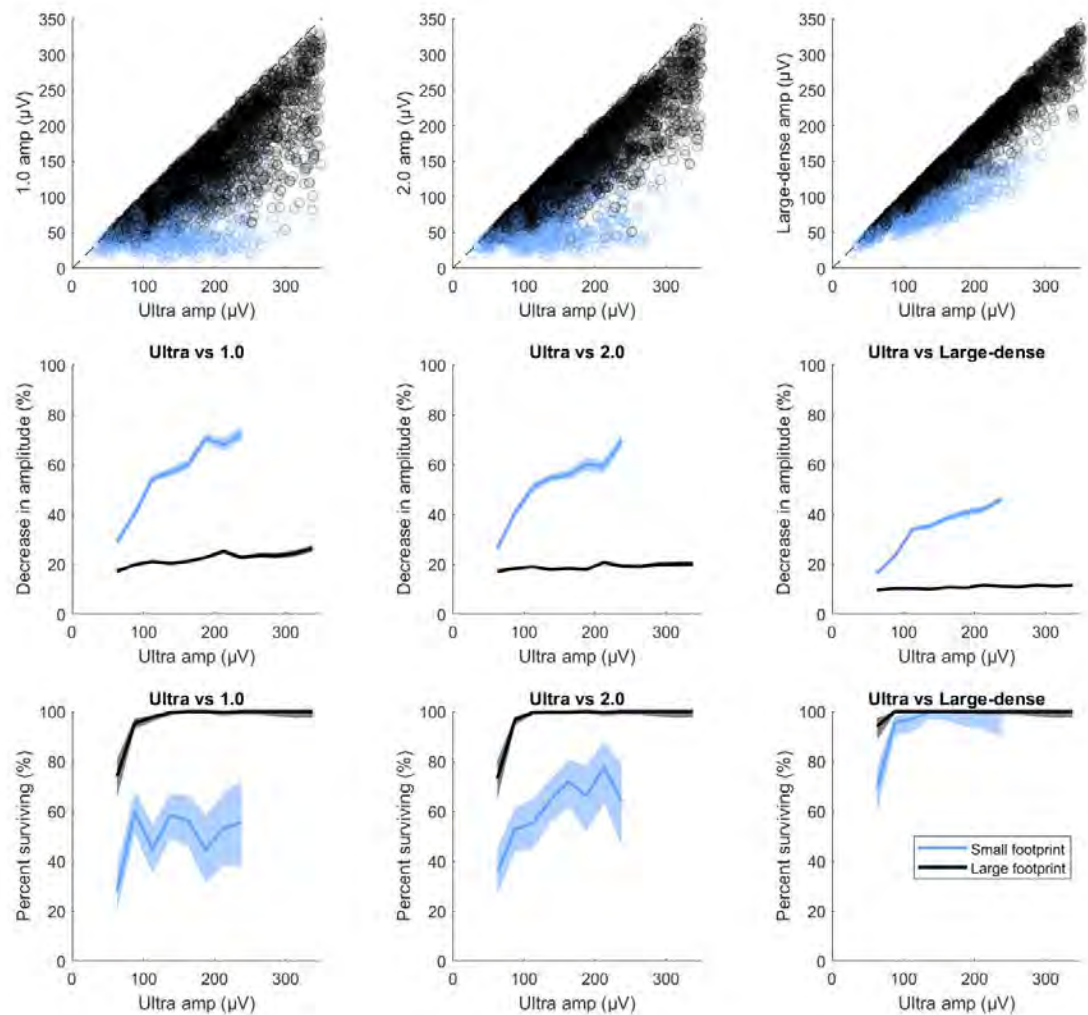 350
300
250
200
150
100
50
0
0 100 200 300
1.0 amp (µV)
Ultra amp (µV)
350
300
250
200
150
100
50
0
0 100 200 300
2.0 amp (µV)
Ultra amp (µV)
350
300
250
200
150
100
50
0
0 100 200 300
Large-dense amp (µV)
Ultra amp (µV)
Ultra vs 1.0
100
80
60
40
20
0
0 100 200 300
Decrease in amplitude (%)
Ultra amp (µV)
Ultra vs 2.0
100
80
60
40
20
0
0 100 200 300
Decrease in amplitude (%)
Ultra amp (µV)
Ultra vs Large-dense
100
80
60
40
20
0
0 100 200 300
Decrease in amplitude (%)
Ultra amp (µV)
Ultra vs 1.0
100
80
60
40
20
0
0 100 200 300
Percent surviving (%)
Ultra amp (µV)
Ultra vs 2.0
100
80
60
40
20
0
0 100 200 300
Percent surviving (%)
Ultra amp (µV)
Ultra vs Large-dense
100
80
60
40
20
0
0 100 200 300
Percent surviving (%)
Ultra amp (µV)
Small footprint
Large footprint